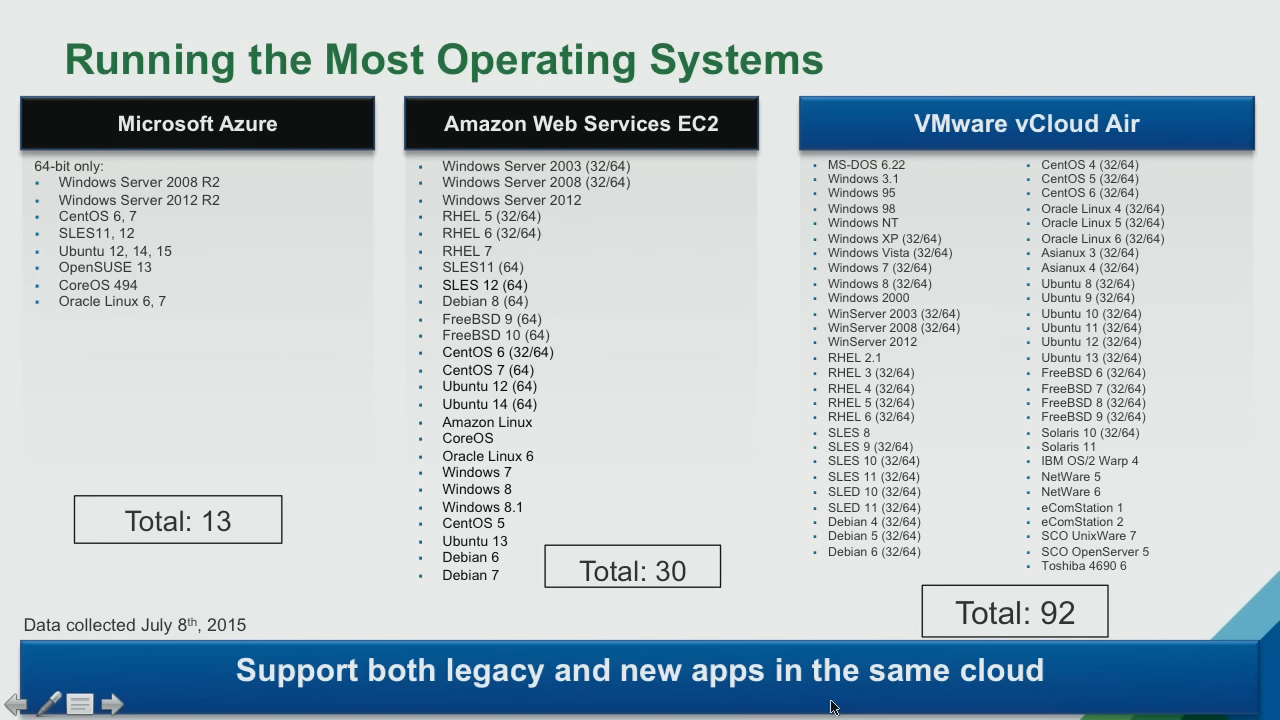 Running the Most Operating Systems
Microsoft Azure
64-bit only:
Windows Server 2008 R2
Windows Server 2012 R2
CentOS 6, 7
SLES11, 12
Ubuntu 12, 14, 15
OpenSUSE 13
CoreOS 494
Oracle Linux 6, 7
Total: 13
Amazon Web Services EC2
Windows Server 2003 (32/64)
Windows Server 2008 (32/64)
Windows Server 2012
RHEL 5 (32/64)
RHEL 6 (32/64)
RHEL 7
SLES11 (64)
SLES 12 (64)
Debian 8 (64)
FreeBSD 9 (64)
FreeBSD 10 (64)
CentOS 6 (32/64)
CentOS 7 (64)
Ubuntu 12 (64)
Ubuntu 14 (64)
Amazon Linux
CoreOS
Oracle Linux 6
Windows 7
Windows 8
Windows 8.1
CentOS 5
Ubuntu 13
Debian 6
Debian 7
Total: 30
VMware vCloud Air
MS-DOS 6.22
Windows 3.1
Windows 95
Windows 98
Windows NT
Windows XP (32/64)
Windows Vista (32/64)
Windows 7 (32/64)
Windows 8 (32/64)
Windows 2000
WinServer 2003 (32/64)
WinServer 2008 (32/64)
WinServer 2012
RHEL 2.1
RHEL 3 (32/64)
RHEL 4 (32/64)
RHEL 5 (32/64)
RHEL 6 (32/64)
SLES 8
SLES 9 (32/64)
SLES 10 (32/64)
SLES 11 (32/64)
SLED 10 (32/64)
SLED 11 (32/64)
Debian 4 (32/64)
Debian 5 (32/64)
Debian 6 (32/64)
CentOS 4 (32/64)
CentOS 5 (32/64)
CentOS 6 (32/64)
Oracle Linux 4 (32/64)
Oracle Linux 5 (32/64)
Oracle Linux 6 (32/64)
Asianux 3 (32/64)
Asianux 4 (32/64)
Ubuntu 8 (32/64)
Ubuntu 9 (32/64)
Ubuntu 10 (32/64)
Ubuntu 11 (32/64)
Ubuntu 12 (32/64)
Ubuntu 13 (32/64)
FreeBSD 6 (32/64)
FreeBSD 7 (32/64)
FreeBSD 8 (32/64)
FreeBSD 9 (32/64)
Solaris 10 (32/64)
Solaris 11
IBM OS/2 Warp 4
NetWare 5
NetWare 6
eComStation 1
eComStation 2
SCO UnixWare 7
SCO OpenServer 5
Toshiba 4690 6
Total: 92
Data collected July 8th, 2015
Support both legacy and new apps in the same cloud